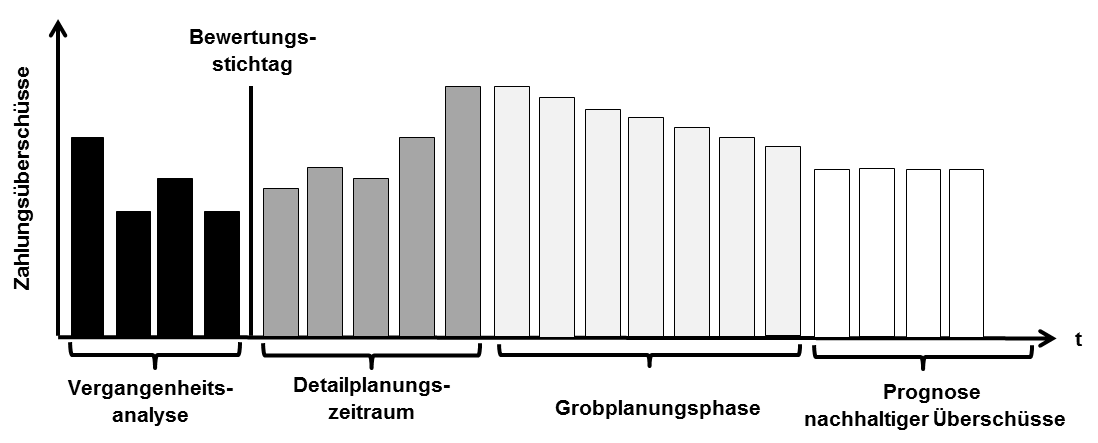 Zahlungsüberschüsse
Bewertungs-
stichtag
t
Vergangenheits-
analyse
Detailplanungs-
zeitraum
Grobplanungsphase
Prognose
nachhaltiger Überschüsse